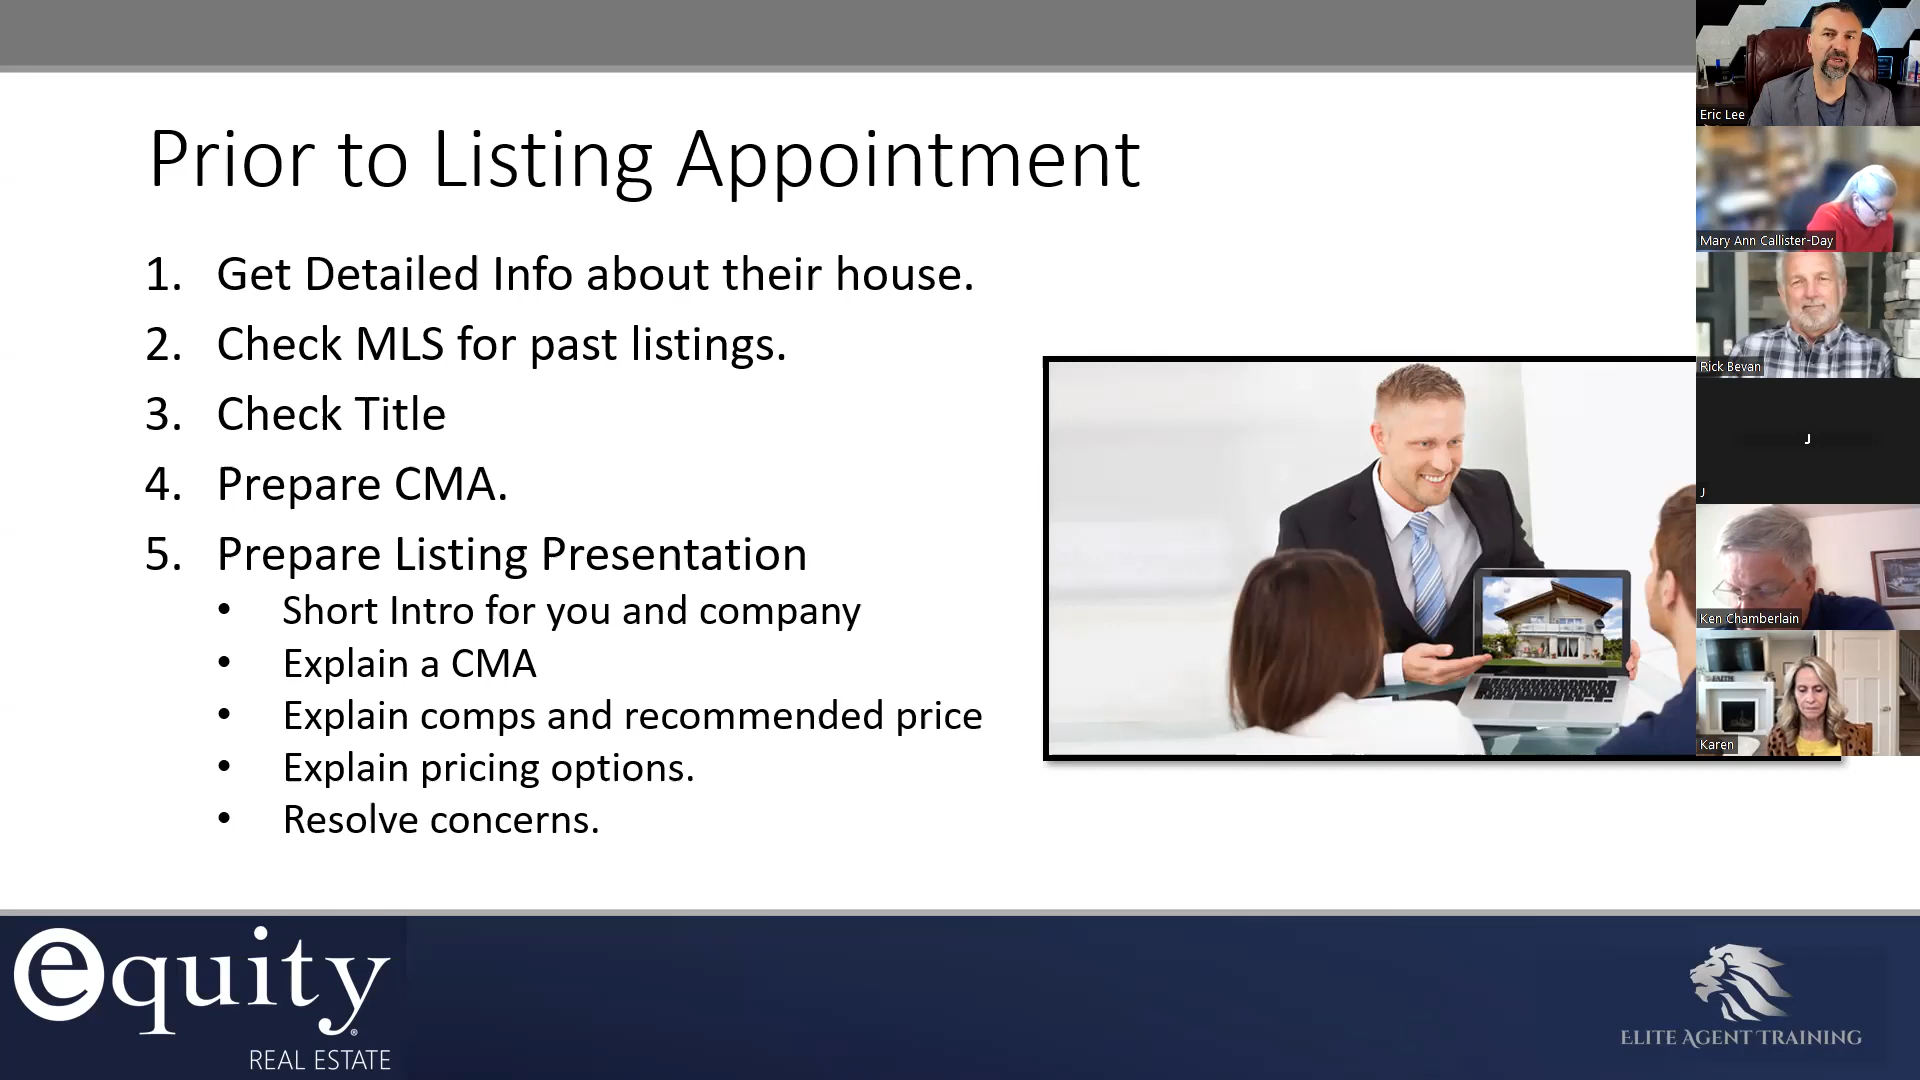 Prior to Listing Appointment
1. Get Detailed Info about their house.
2. Check MLS for past listings.
3. Check Title
4. Prepare CMA.
5. Prepare Listing Presentation
• Short Intro for you and company
• Explain a CMA
• Explain comps and recommended price
• Explain pricing options.
• Resolve concerns.
Eric Lee
Mary Ann Callister-Day
Rick Bevan
J
J
Ken Chamberlain
Karen
equity®
REAL ESTATE
ELITE AGENT TRAINING